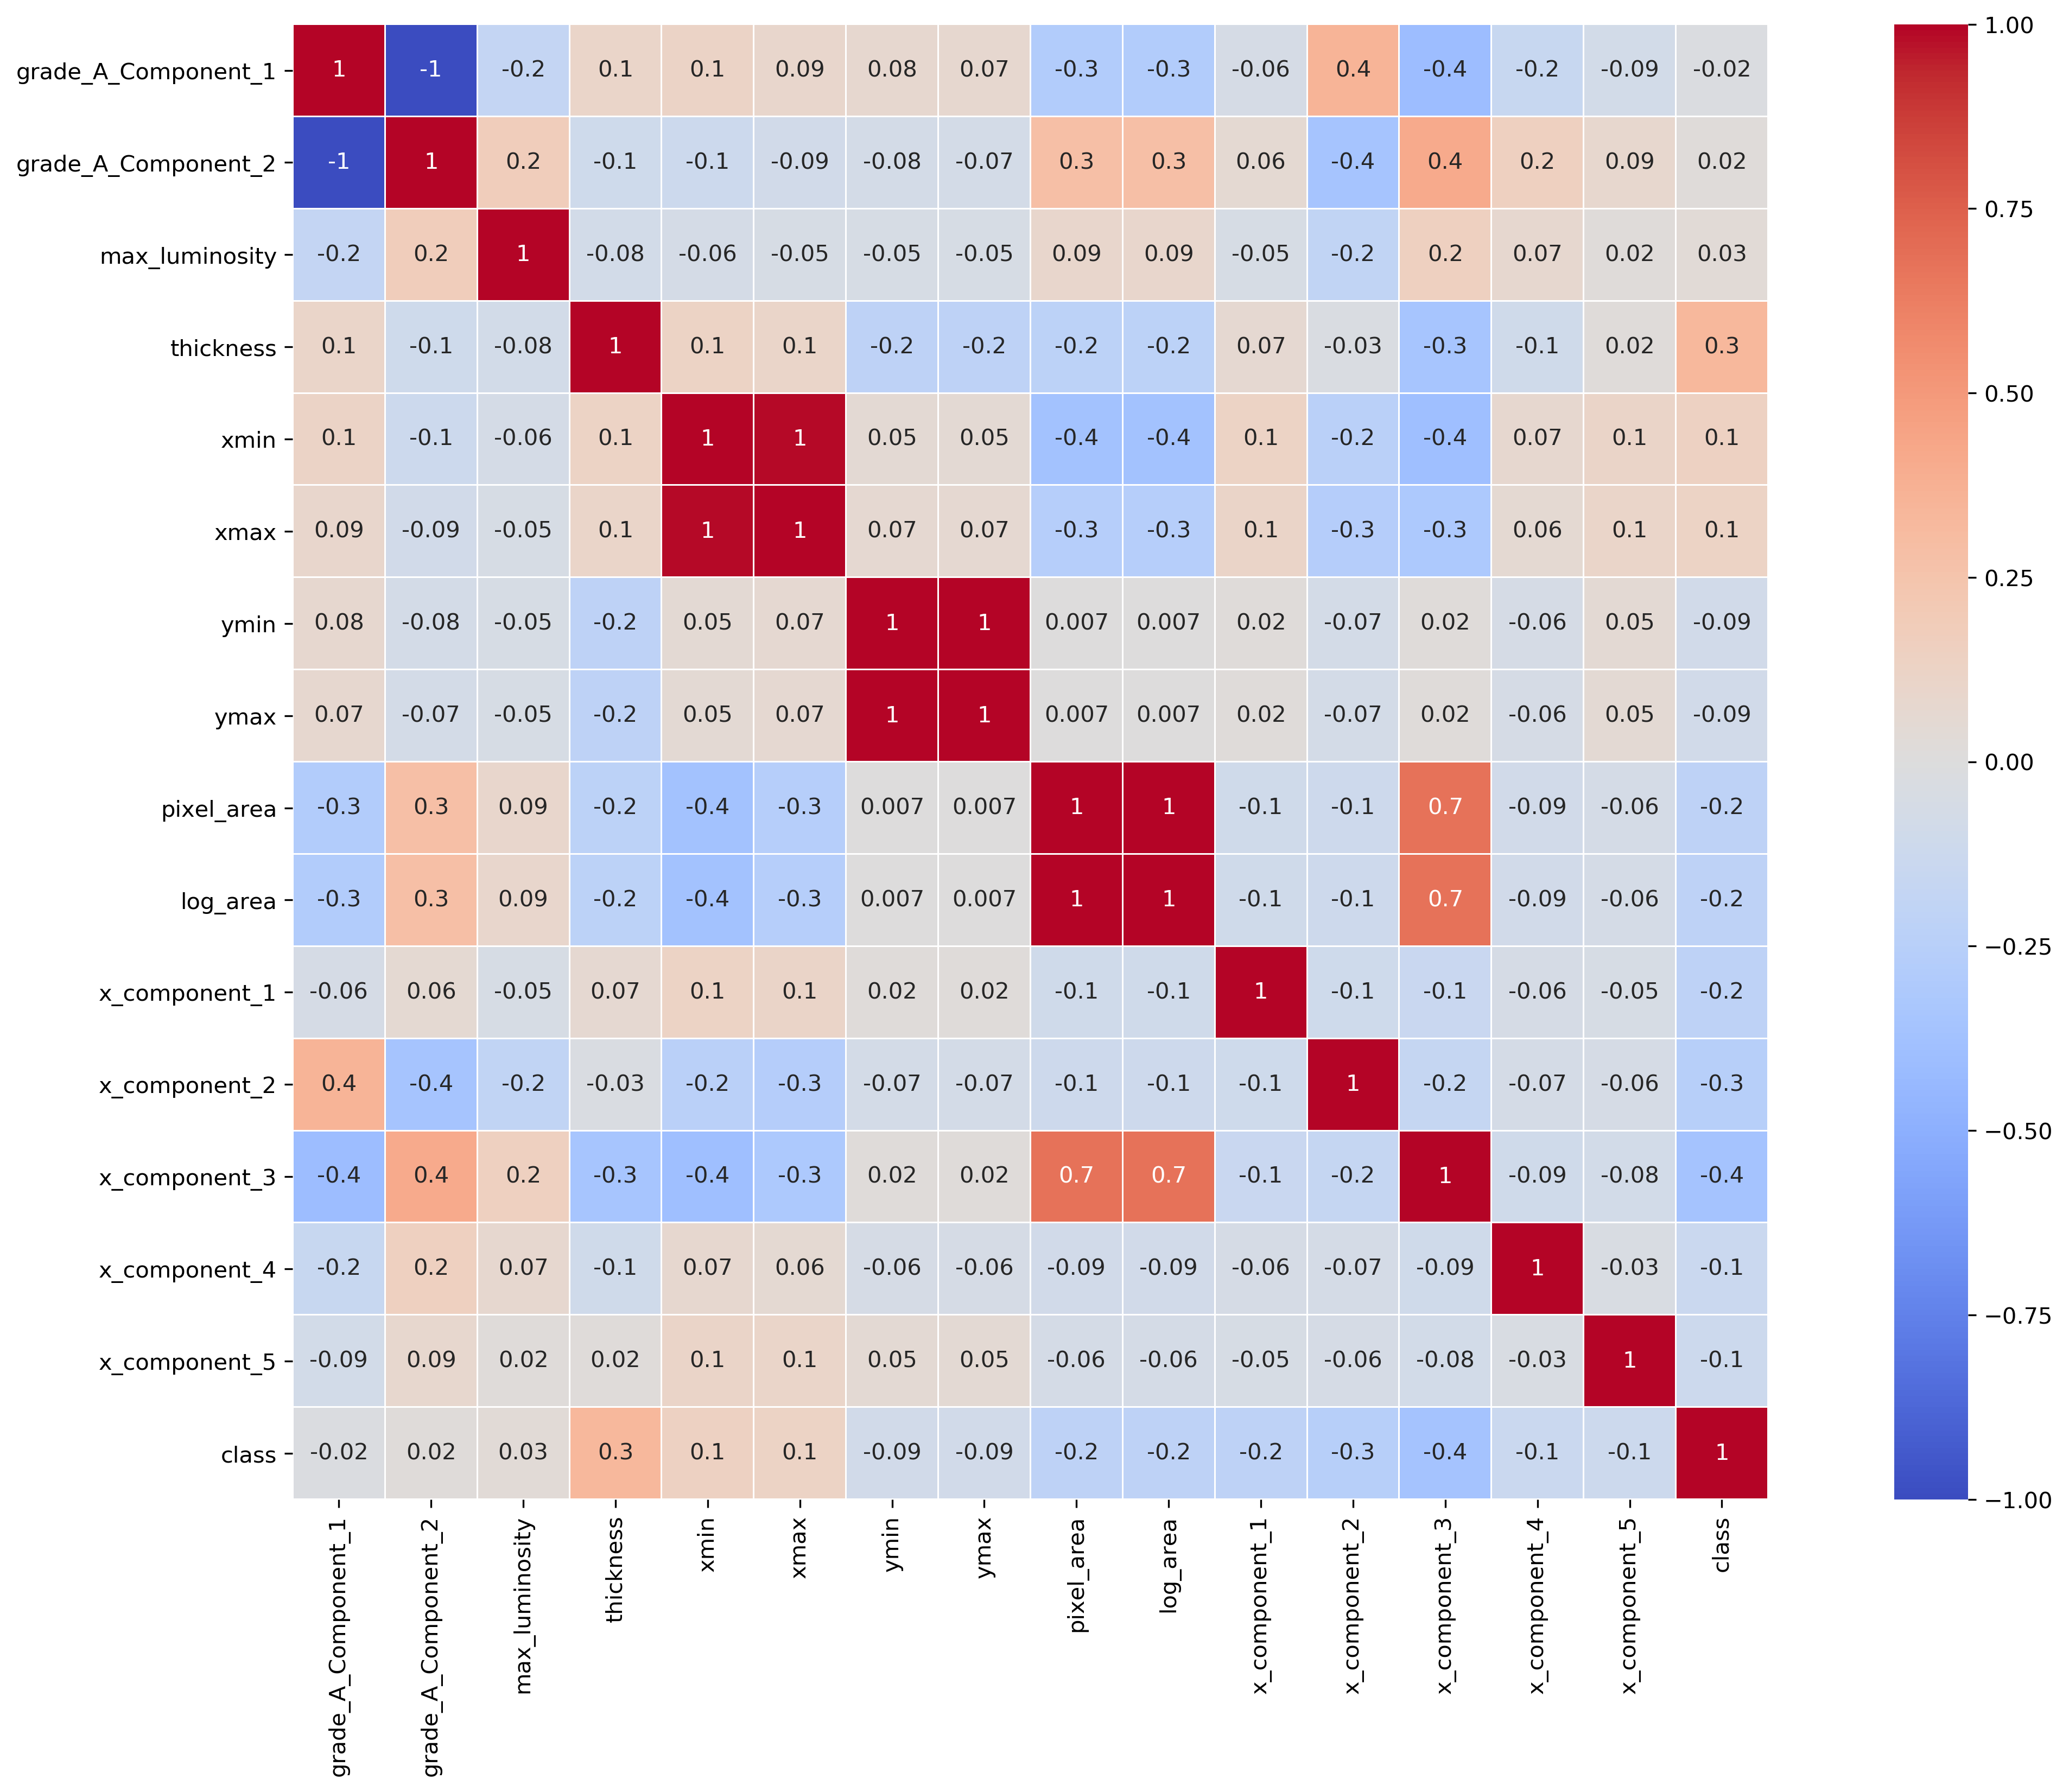 grade_A_Component_1 1 -1 -0.2 0.1 0.1 0.09 0.08 0.07 -0.3 -0.3 -0.06 0.4 -0.4 -0.2 -0.09 -0.02
grade_A_Component_2 -1 1 0.2 -0.1 -0.1 -0.09 -0.08 -0.07 0.3 0.3 0.06 -0.4 0.4 0.2 0.09 0.02
max_luminosity -0.2 0.2 1 -0.08 -0.06 -0.05 -0.05 -0.05 0.09 0.09 -0.05 -0.2 0.2 0.07 0.02 0.03
thickness 0.1 -0.1 -0.08 1 0.1 0.1 -0.2 -0.2 -0.2 -0.2 0.07 -0.03 -0.3 -0.1 0.02 0.3
xmin 0.1 -0.1 -0.06 0.1 1 1 0.05 0.05 -0.4 -0.4 0.1 -0.2 -0.4 0.07 0.1 0.1
xmax 0.09 -0.09 -0.05 0.1 1 1 0.07 0.07 -0.3 -0.3 0.1 -0.3 -0.3 0.06 0.1 0.1
ymin 0.08 -0.08 -0.05 -0.2 0.05 0.07 1 1 0.007 0.007 0.02 -0.07 0.02 -0.06 0.05 -0.09
ymax 0.07 -0.07 -0.05 -0.2 0.05 0.07 1 1 0.007 0.007 0.02 -0.07 0.02 -0.06 0.05 -0.09
pixel_area -0.3 0.3 0.09 -0.2 -0.4 -0.3 0.007 0.007 1 1 -0.1 -0.1 0.7 -0.09 -0.06 -0.2
log_area -0.3 0.3 0.09 -0.2 -0.4 -0.3 0.007 0.007 1 1 -0.1 -0.1 0.7 -0.09 -0.06 -0.2
x_component_1 -0.06 0.06 -0.05 0.07 0.1 0.1 0.02 0.02 -0.1 -0.1 1 -0.1 -0.1 -0.06 -0.05 -0.2
x_component_2 0.4 -0.4 -0.2 -0.03 -0.2 -0.3 -0.07 -0.07 -0.1 -0.1 -0.1 1 -0.2 -0.07 -0.06 -0.3
x_component_3 -0.4 0.4 0.2 -0.3 -0.4 -0.3 0.02 0.02 0.7 0.7 -0.1 -0.2 1 -0.09 -0.08 -0.4
x_component_4 -0.2 0.2 0.07 -0.1 0.07 0.06 -0.06 -0.06 -0.09 -0.09 -0.06 -0.07 -0.09 1 -0.03 -0.1
x_component_5 -0.09 0.09 0.02 0.02 0.1 0.1 0.05 0.05 -0.06 -0.06 -0.05 -0.06 -0.08 -0.03 1 -0.1
class -0.02 0.02 0.03 0.3 0.1 0.1 -0.09 -0.09 -0.2 -0.2 -0.2 -0.3 -0.4 -0.1 -0.1 1
grade_A_Component_1
grade_A_Component_2
max_luminosity
thickness
xmin
xmax
ymin
ymax
pixel_area
log_area
x_component_1
x_component_2
x_component_3
x_component_4
x_component_5
class
1.00
0.75
0.50
0.25
0.00
−0.25
−0.50
−0.75
−1.00